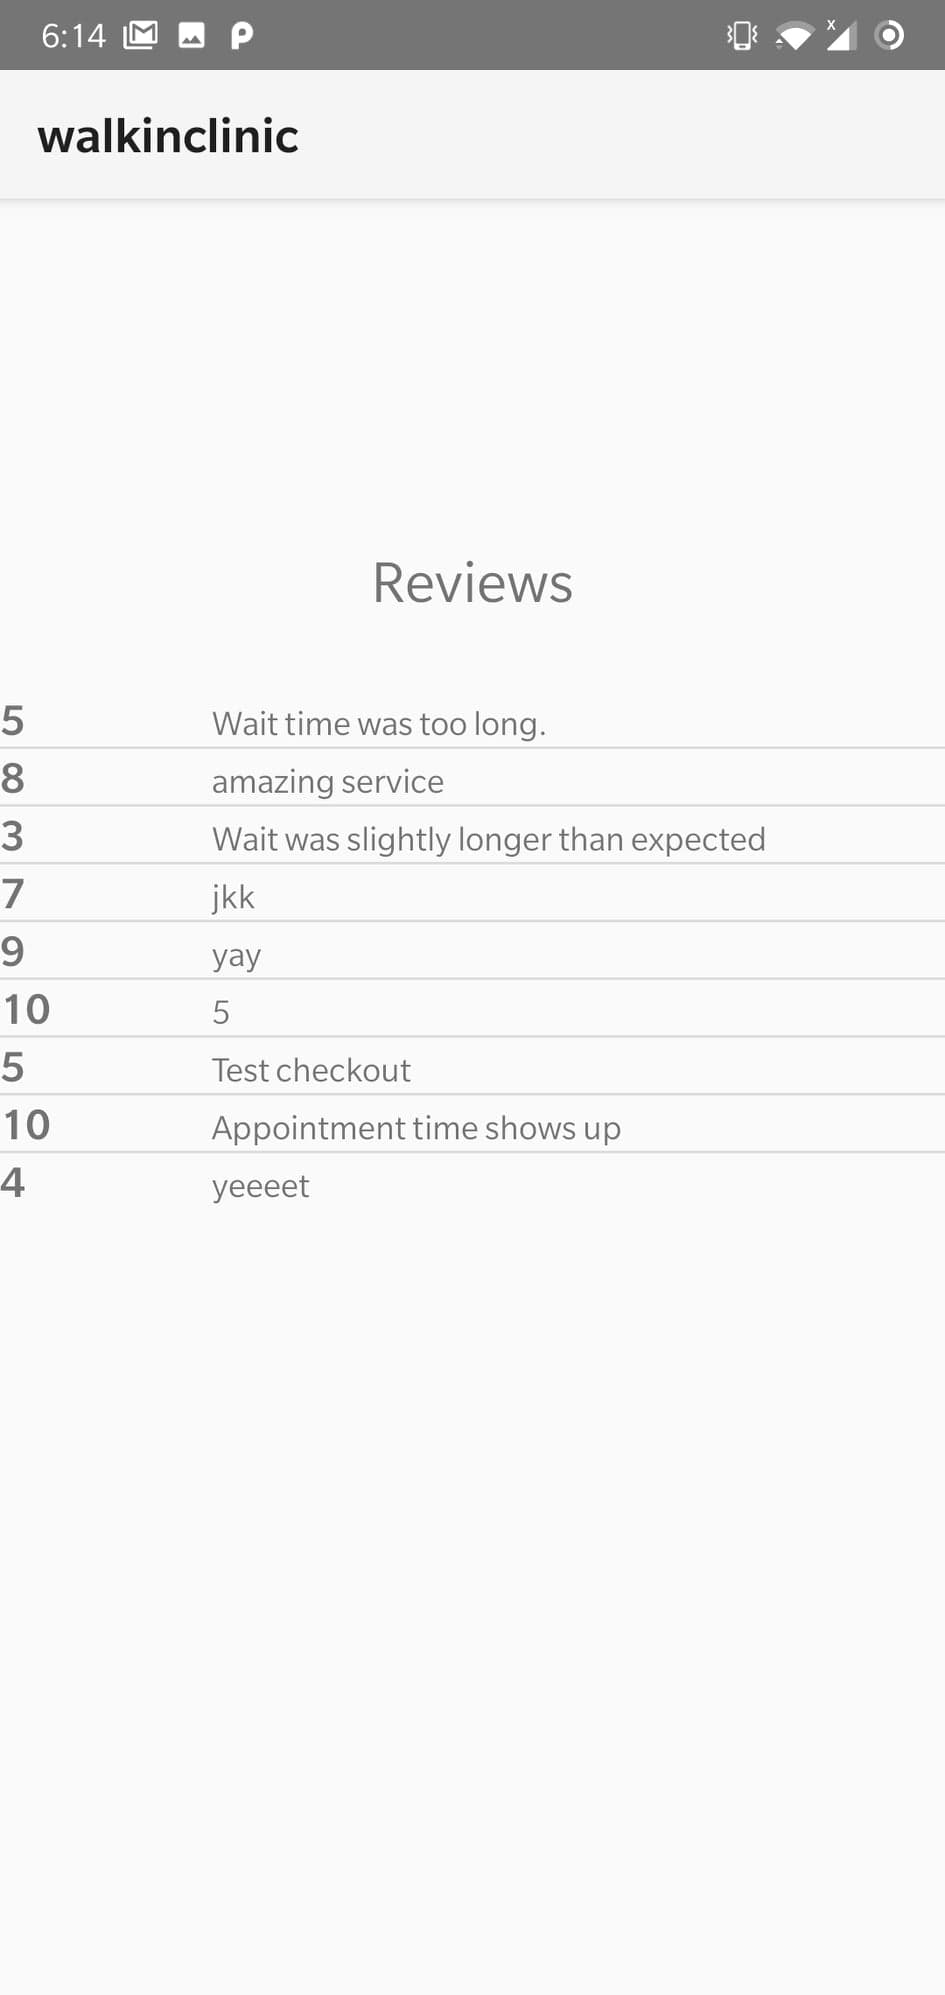 6:14
walkinclinic
Reviews
5 Wait time was too long.
8 amazing service
3 Wait was slightly longer than expected
7 jkk
9 yay
10 5
5 Test checkout
10 Appointment time shows up
4 yeeeet